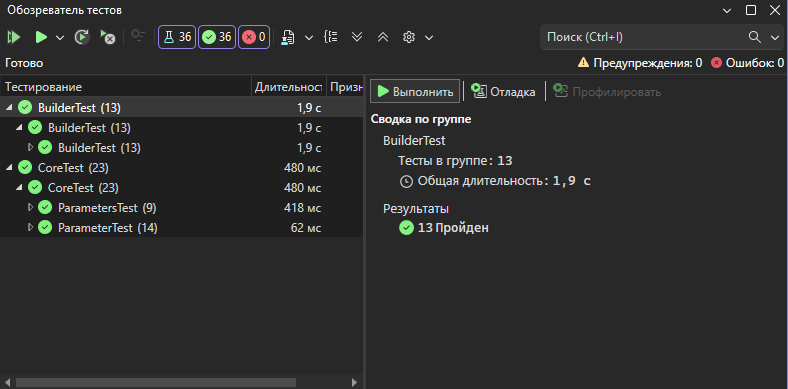 Обозреватель тестов
36 36 0
Поиск (Ctrl+I)
Готово
Предупреждения: 0 Ошибок: 0
Тестирование Длительност Призн
BuilderTest (13) 1,9 с
BuilderTest (13) 1,9 с
BuilderTest (13) 1,9 с
CoreTest (23) 480 мс
CoreTest (23) 480 мс
ParametersTest (9) 418 мс
ParameterTest (14) 62 мс
Выполнить Отладка Профилировать
Сводка по группе
BuilderTest
Тесты в группе: 13
Общая длительность: 1,9 с
Результаты
13 Пройден